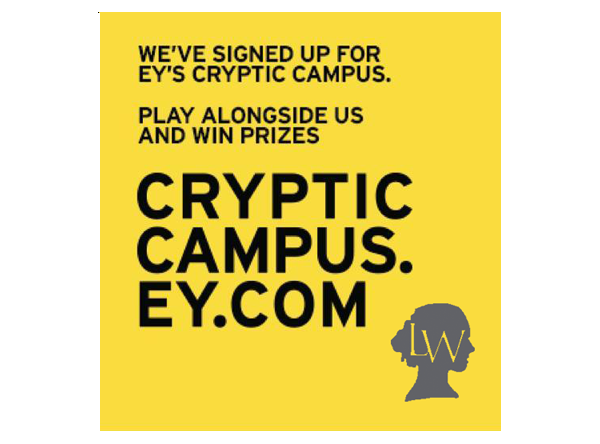 WE'VE SIGNED UP FOR
EY'S CRYPTIC CAMPUS.
PLAY ALONGSIDE US
AND WIN PRIZES
CRYPTIC
CAMPUS.
EY.COM
LW